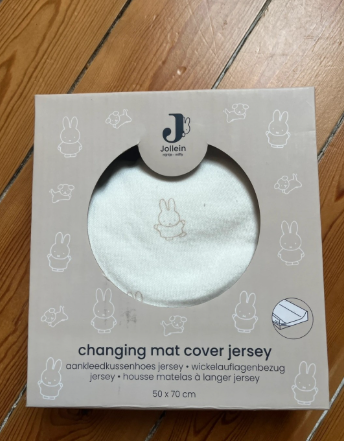 J
Jollein
changing mat cover jersey
aankleedkussenhoes jersey • wickelauflagenbezug
jersey • housse matelas à langer jersey
50 x 70 cm